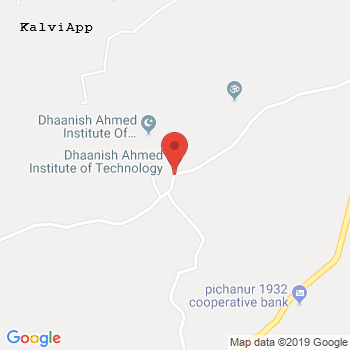 KalviApp
Dhaanish Ahmed
Institute Of...
Dhaanish Ahmed
Institute of Technology
pichanur 1932
cooperative bank
Google
Map data ©2019 Google